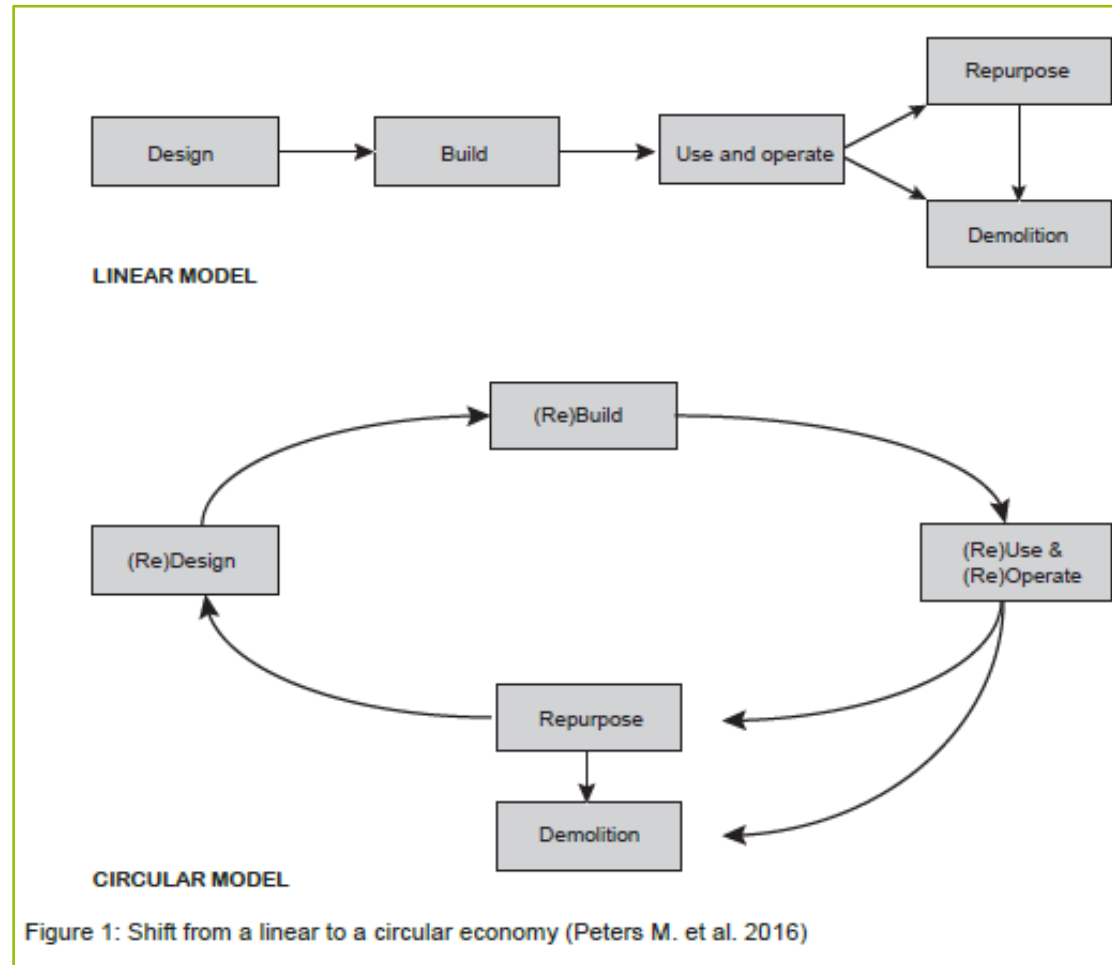 Repurpose
Design
Build
Use and operate
Demolition
LINEAR MODEL
(Re)Build
(Re)Design
(Re)Use &
(Re)Operate
Repurpose
Demolition
CIRCULAR MODEL
Figure 1: Shift from a linear to a circular economy (Peters M. et al. 2016)